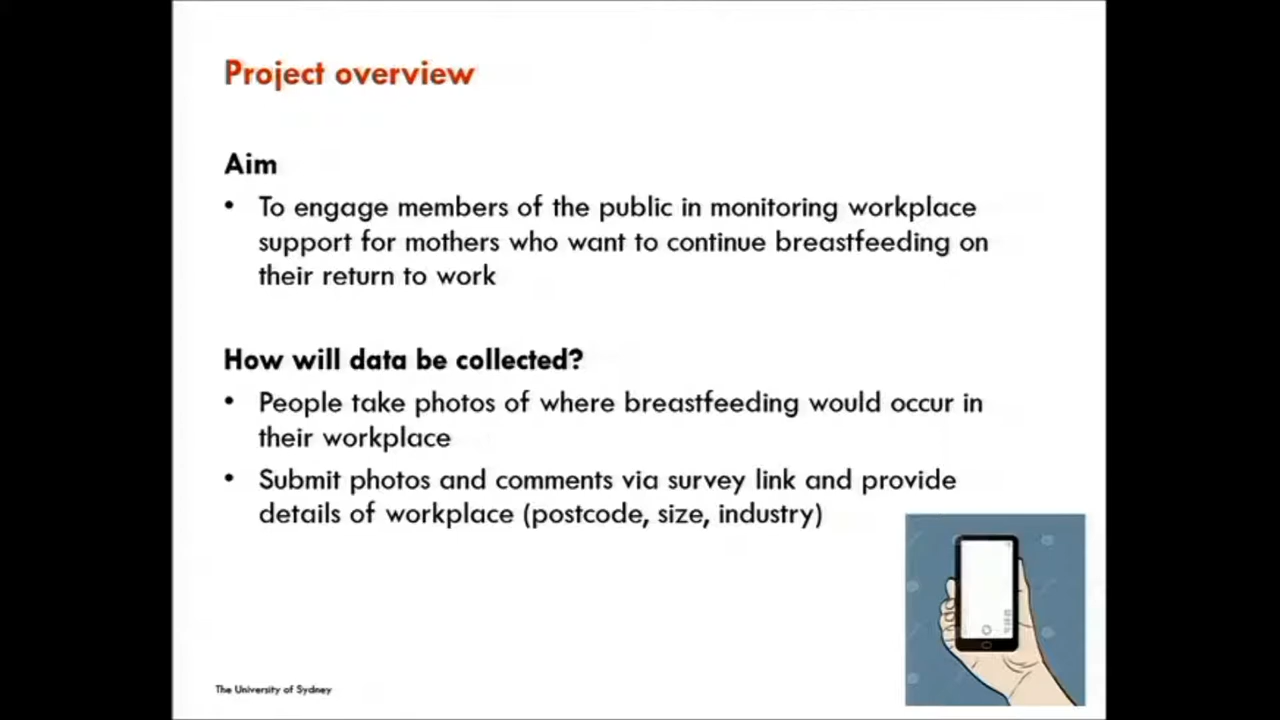 Project overview
Aim
• To engage members of the public in monitoring workplace
support for mothers who want to continue breastfeeding on
their return to work
How will data be collected?
• People take photos of where breastfeeding would occur in
their workplace
• Submit photos and comments via survey link and provide
details of workplace (postcode, size, industry)
The University of Sydney